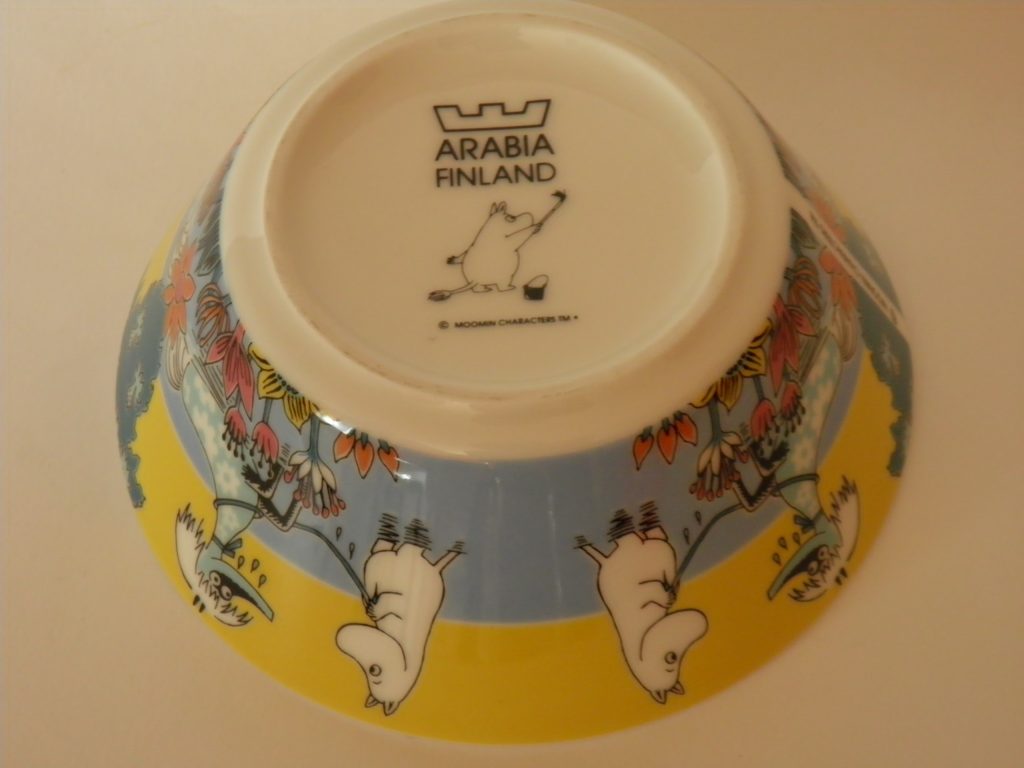 ARABIA
FINLAND
© MOOMIN CHARACTERS TM •